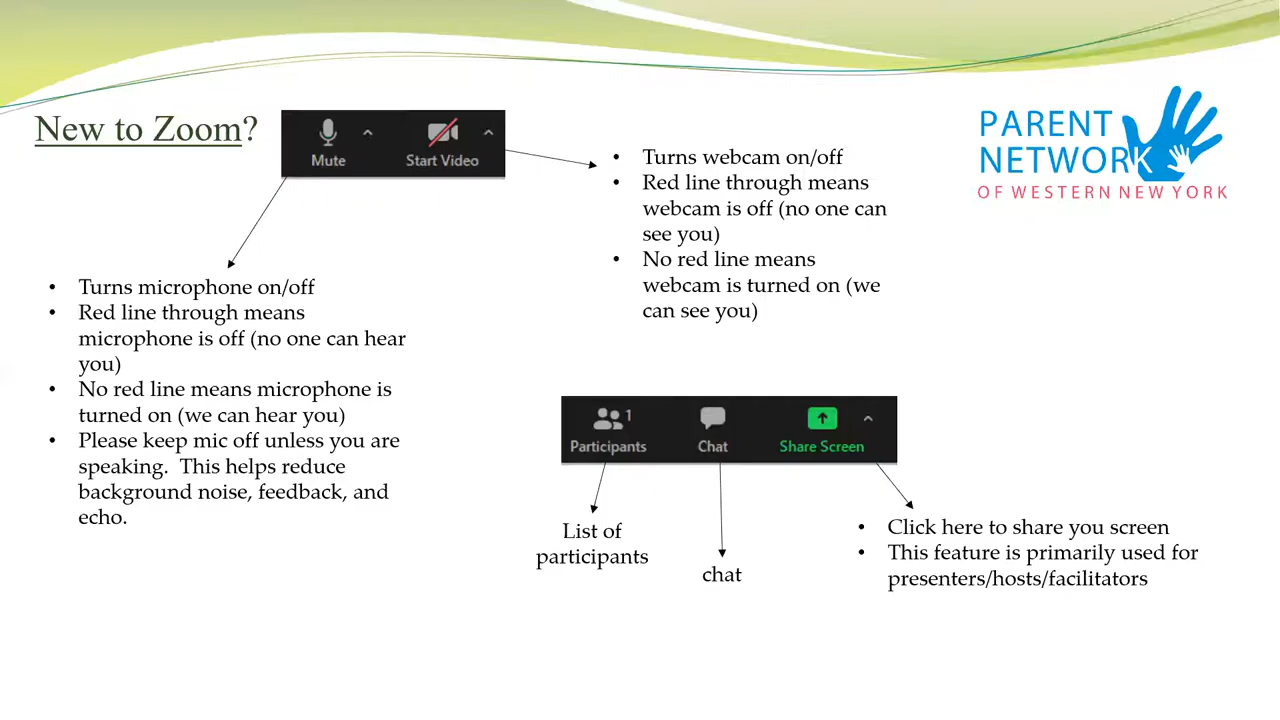 New to Zoom?
Mute
Start Video
PARENT
NETWORK
OF WESTERN NEW YORK
• Turns webcam on/off
• Red line through means
webcam is off (no one can
see you)
• No red line means
webcam is turned on (we
can see you)
• Turns microphone on/off
• Red line through means
microphone is off (no one can hear
you)
• No red line means microphone is
turned on (we can hear you)
• Please keep mic off unless you are
speaking.  This helps reduce
background noise, feedback, and
echo.
1
Participants
Chat
Share Screen
List of
participants
chat
• Click here to share you screen
• This feature is primarily used for
presenters/hosts/facilitators